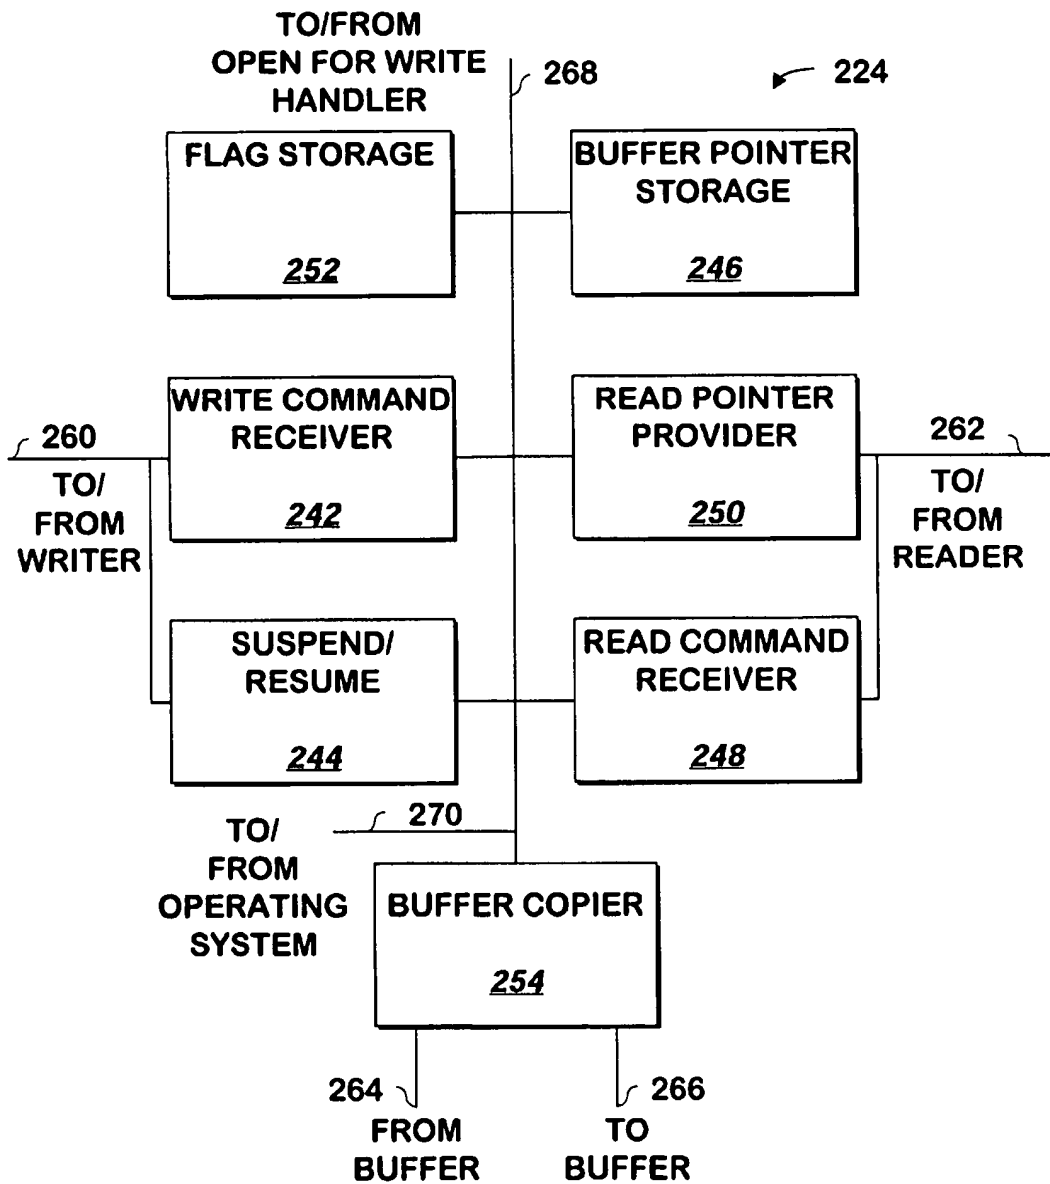 TO/FROM
OPEN FOR WRITE
HANDLER
268
224
FLAG STORAGE
252
BUFFER POINTER
STORAGE
246
WRITE COMMAND
RECEIVER
242
READ POINTER
PROVIDER
250
260
TO/
FROM
WRITER
262
TO/
FROM
READER
SUSPEND/
RESUME
244
READ COMMAND
RECEIVER
248
270
TO/
FROM
OPERATING
SYSTEM
BUFFER COPIER
254
264
FROM
BUFFER
266
TO
BUFFER